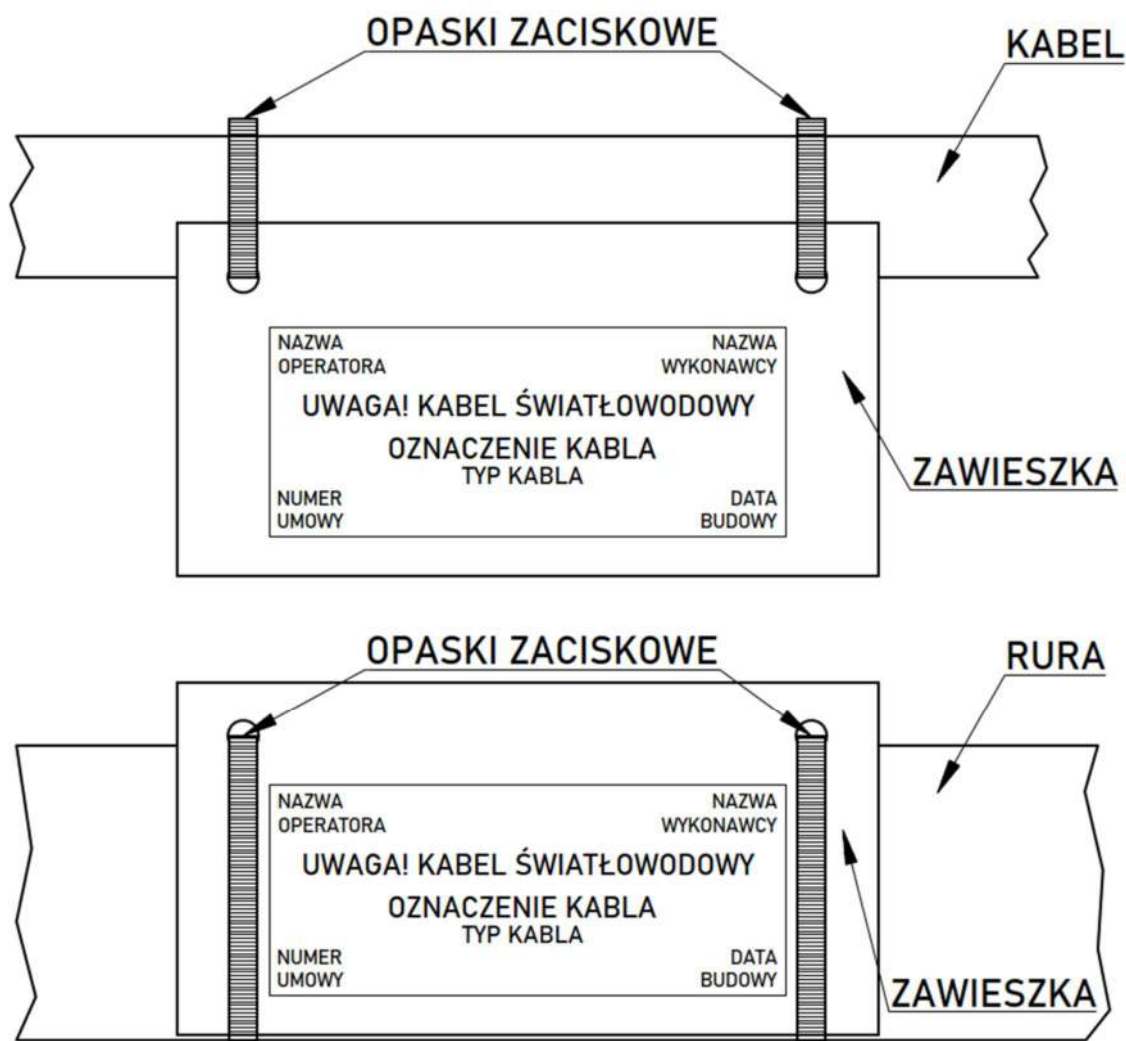 OPASKI ZACISKOWE
KABEL
NAZWA
OPERATORA
NAZWA
WYKONAWCY
UWAGA! KABEL ŚWIATŁOWODOWY
OZNACZENIE KABLA
TYP KABLA
NUMER
UMOWY
DATA
BUDOWY
ZAWIESZKA
OPASKI ZACISKOWE
RURA
NAZWA
OPERATORA
NAZWA
WYKONAWCY
UWAGA! KABEL ŚWIATŁOWODOWY
OZNACZENIE KABLA
TYP KABLA
NUMER
UMOWY
DATA
BUDOWY
ZAWIESZKA